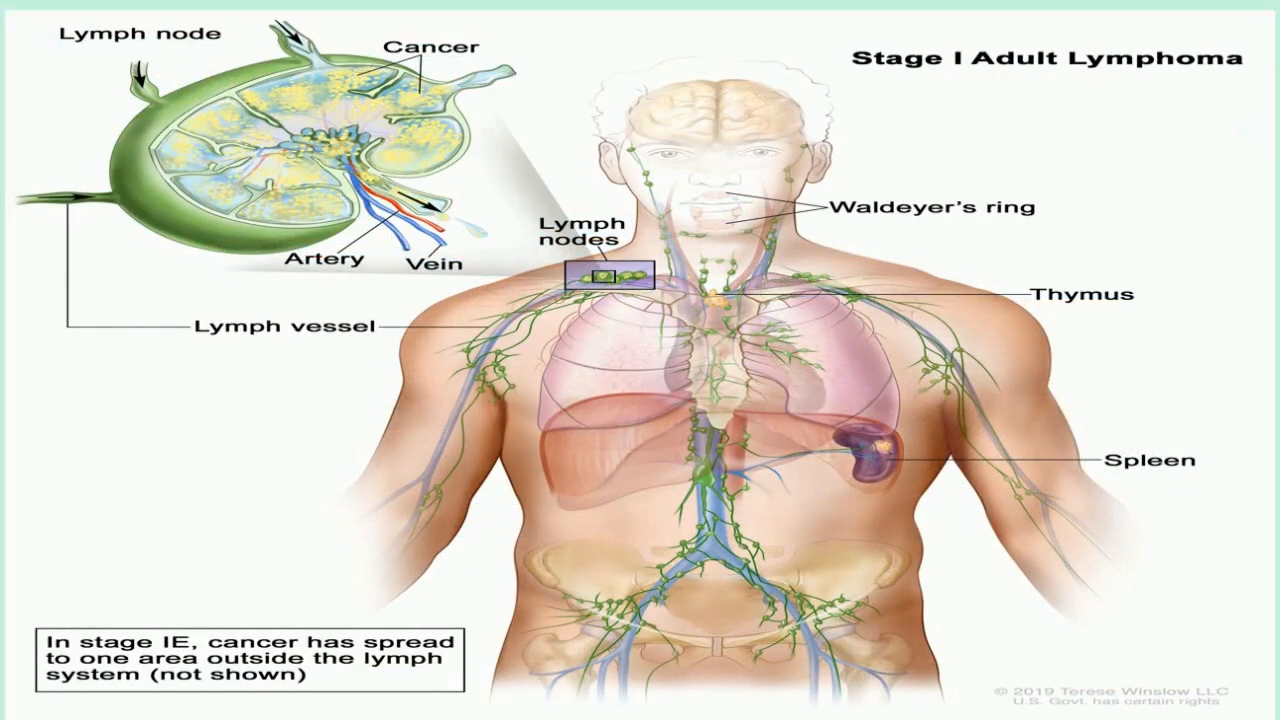 Lymph node
Cancer
Stage I Adult Lymphoma
Waldeyer's ring
Lymph
nodes
Artery
Vein
Thymus
Lymph vessel
Spleen
In stage IE, cancer has spread
to one area outside the lymph
system (not shown)
© 2019 Terese Winslow LLC
U.S. Govt. has certain rights